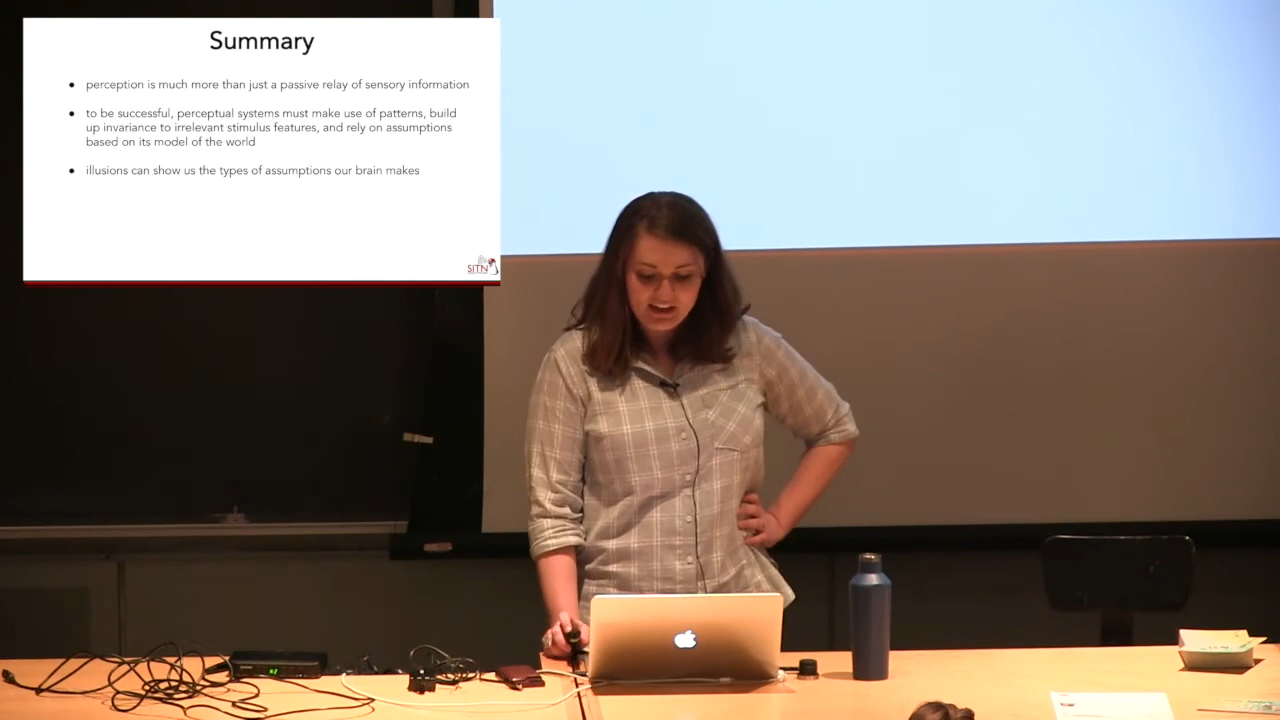 Summary
● perception is much more than just a passive relay of sensory information
● to be successful, perceptual systems must make use of patterns, build
up invariance to irrelevant stimulus features, and rely on assumptions
based on its model of the world
● illusions can show us the types of assumptions our brain makes
SITN